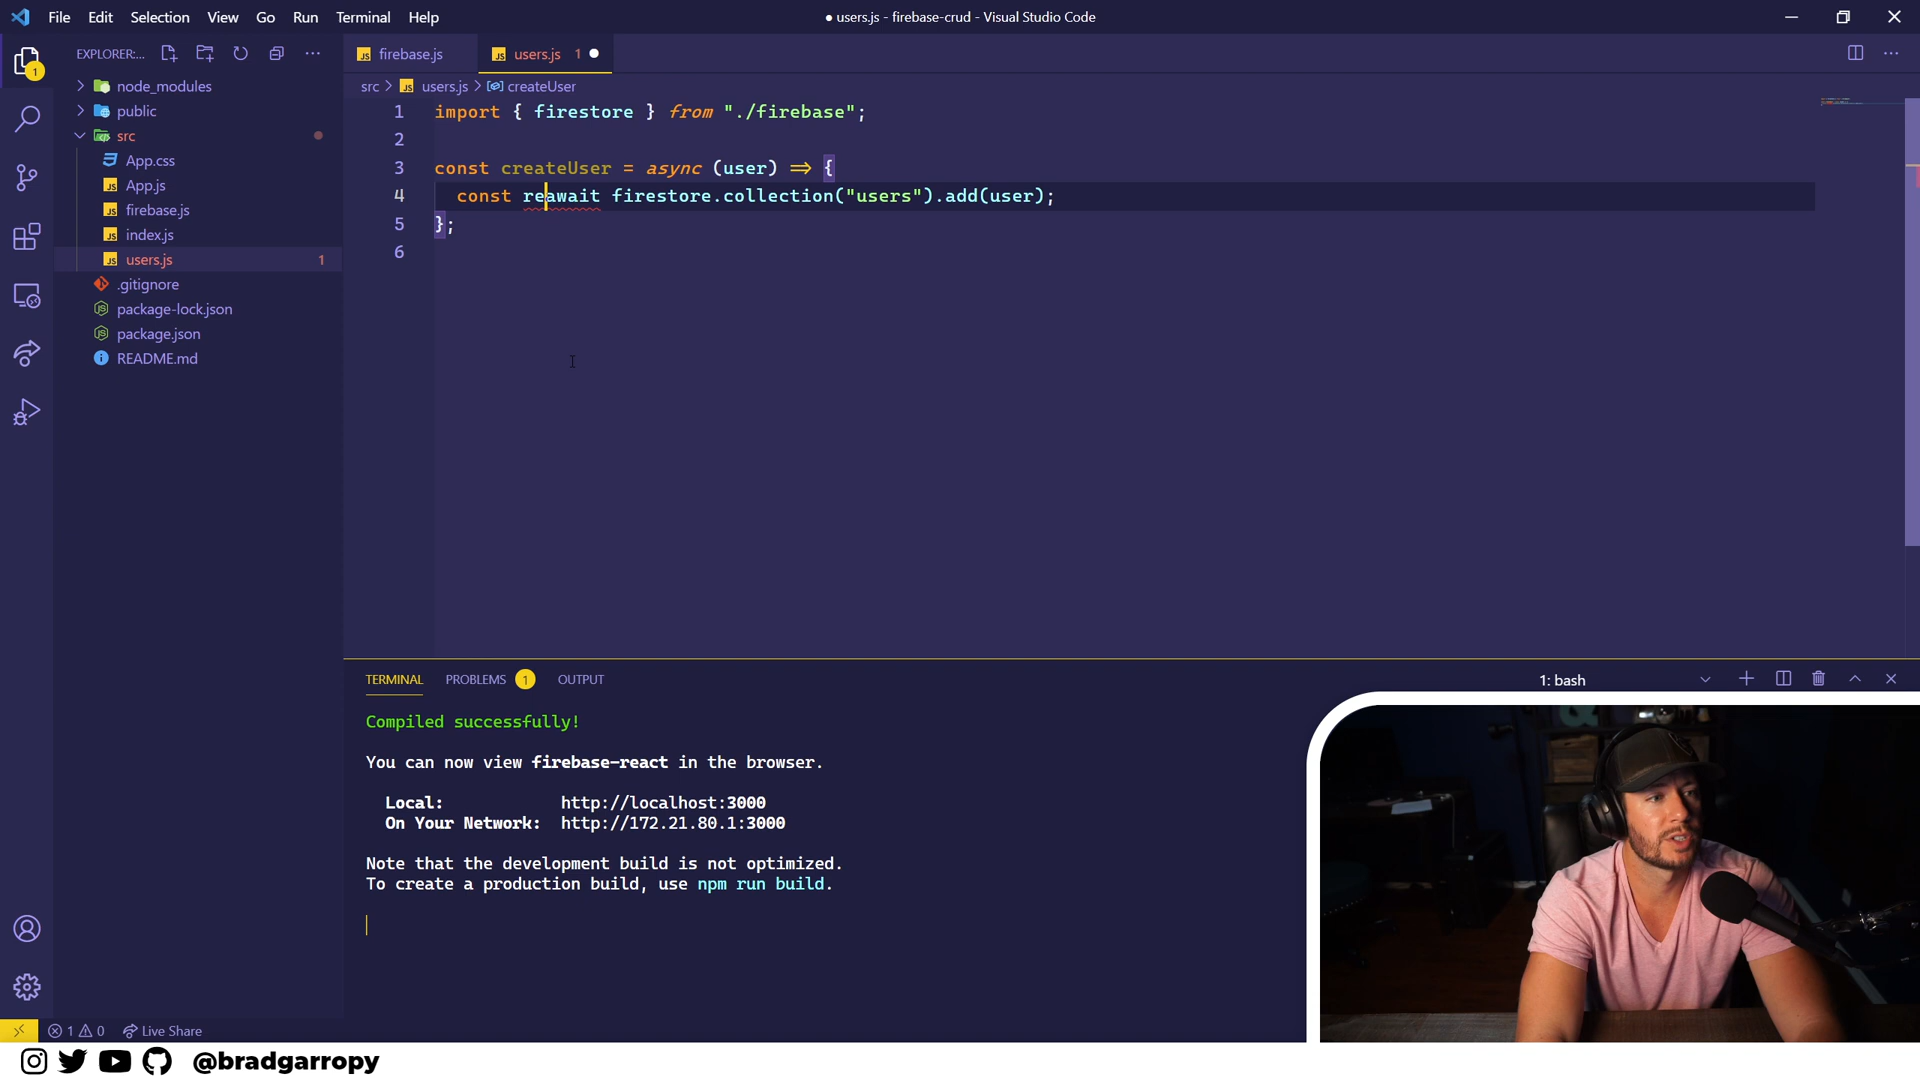 File Edit Selection View Go Run Terminal Help
● users.js - firebase-crud - Visual Studio Code
EXPLORER:...
1
node_modules
public
src
App.css
App.js
firebase.js
index.js
users.js 1
.gitignore
package-lock.json
package.json
README.md
firebase.js
users.js 1
src > users.js > createUser
1 import { firestore } from "./firebase";
2
3 const createUser = async (user) => {
4 const reawait firestore.collection("users").add(user);
5 };
6
TERMINAL PROBLEMS 1 OUTPUT
1: bash
Compiled successfully!
You can now view firebase-react in the browser.
Local: http://localhost:3000
On Your Network: http://172.21.80.1:3000
Note that the development build is not optimized.
To create a production build, use npm run build.
1 0 Live Share
@bradgarropy